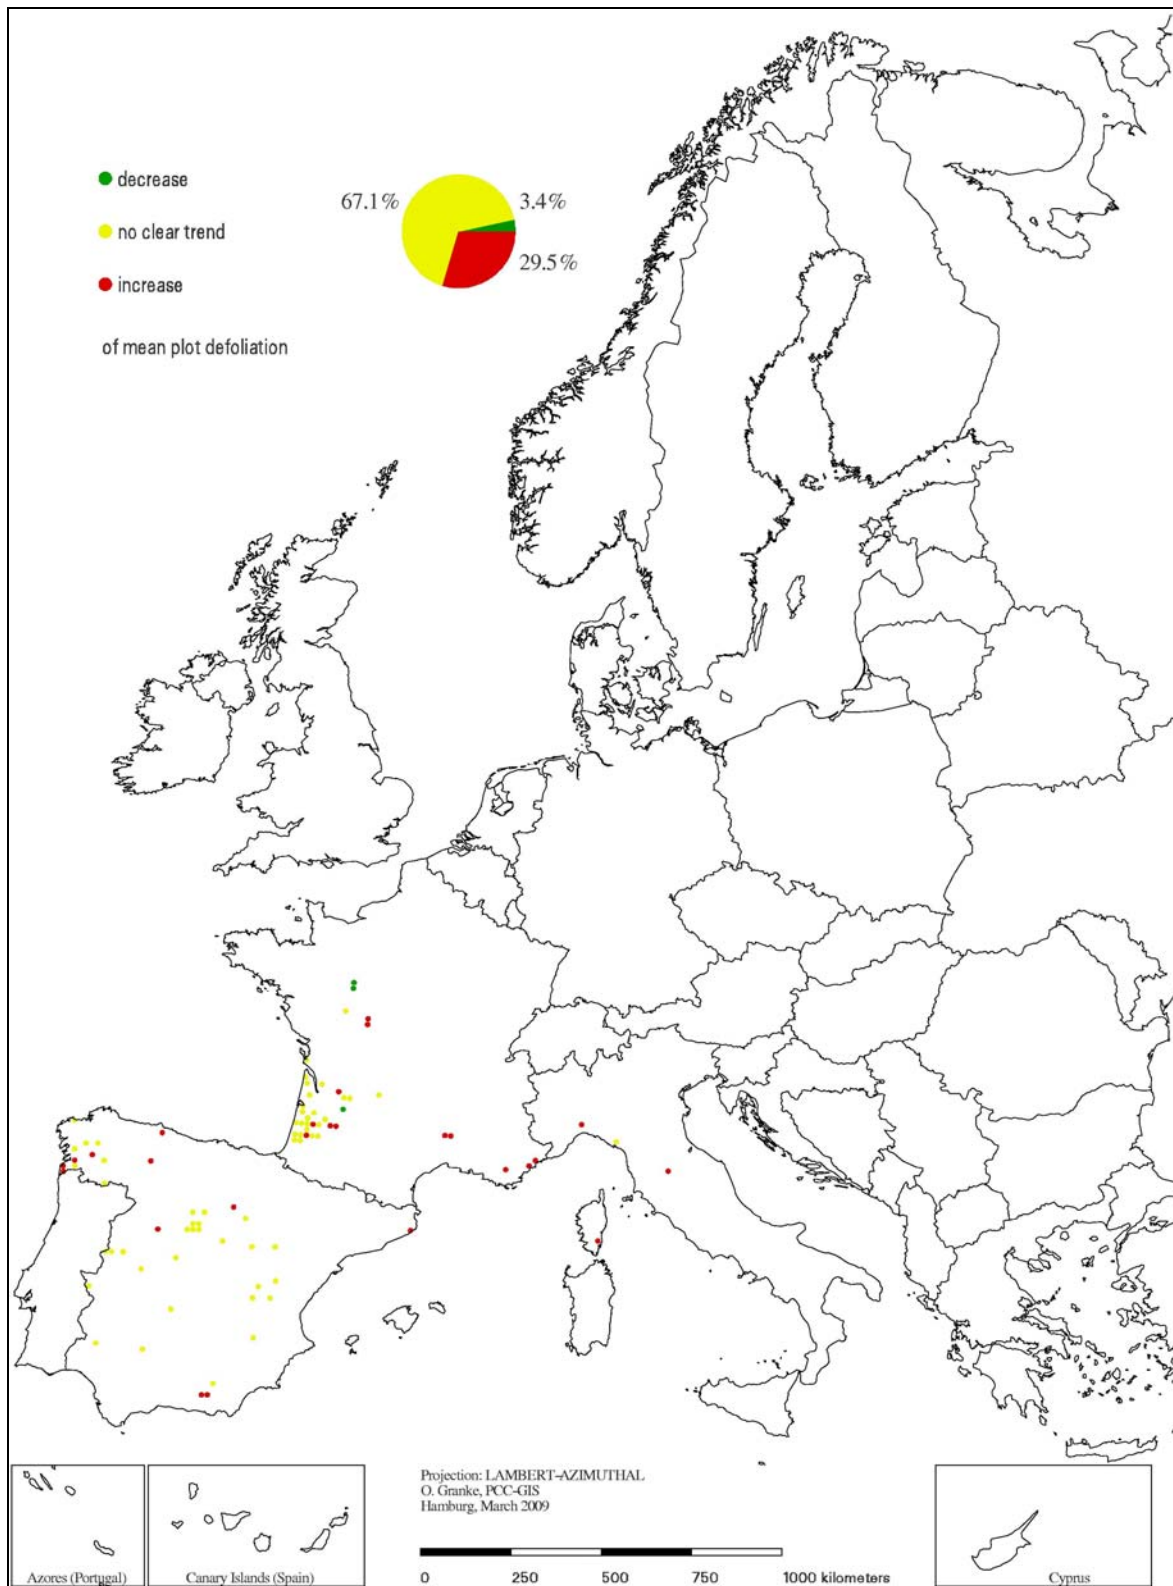 decrease
67.1%
3.4%
no clear trend
29.5%
increase
of mean plot defoliation
Projection: LAMBERT-AZIMUTHAL
O. Granke, PCC-GIS
Hamburg, March 2009
Azores (Portugal)
Canary Islands (Spain)
0 250 500 750 1000 kilometers
Cyprus